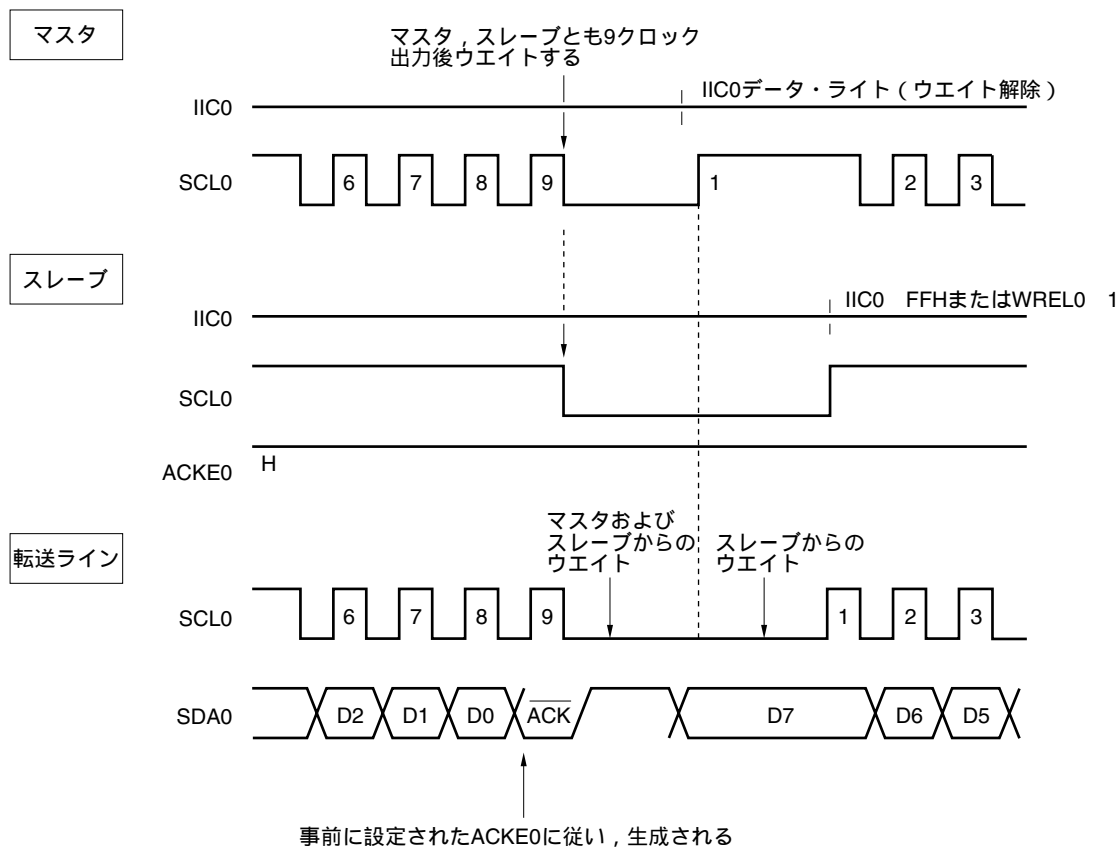 マスタ
マスタ，スレーブとも9クロック
出力後ウエイトする
IIC0データ・ライト（ウエイト解除）
IIC0
SCL0
6 7 8 9 1 2 3
スレーブ
IIC0 FFHまたはWREL0 1
IIC0
SCL0
H
ACKE0
マスタおよび
スレーブからの
ウエイト
スレーブからの
ウエイト
転送ライン
SCL0
6 7 8 9 1 2 3
SDA0
D2 D1 D0 ACK D7 D6 D5
事前に設定されたACKE0に従い，生成される